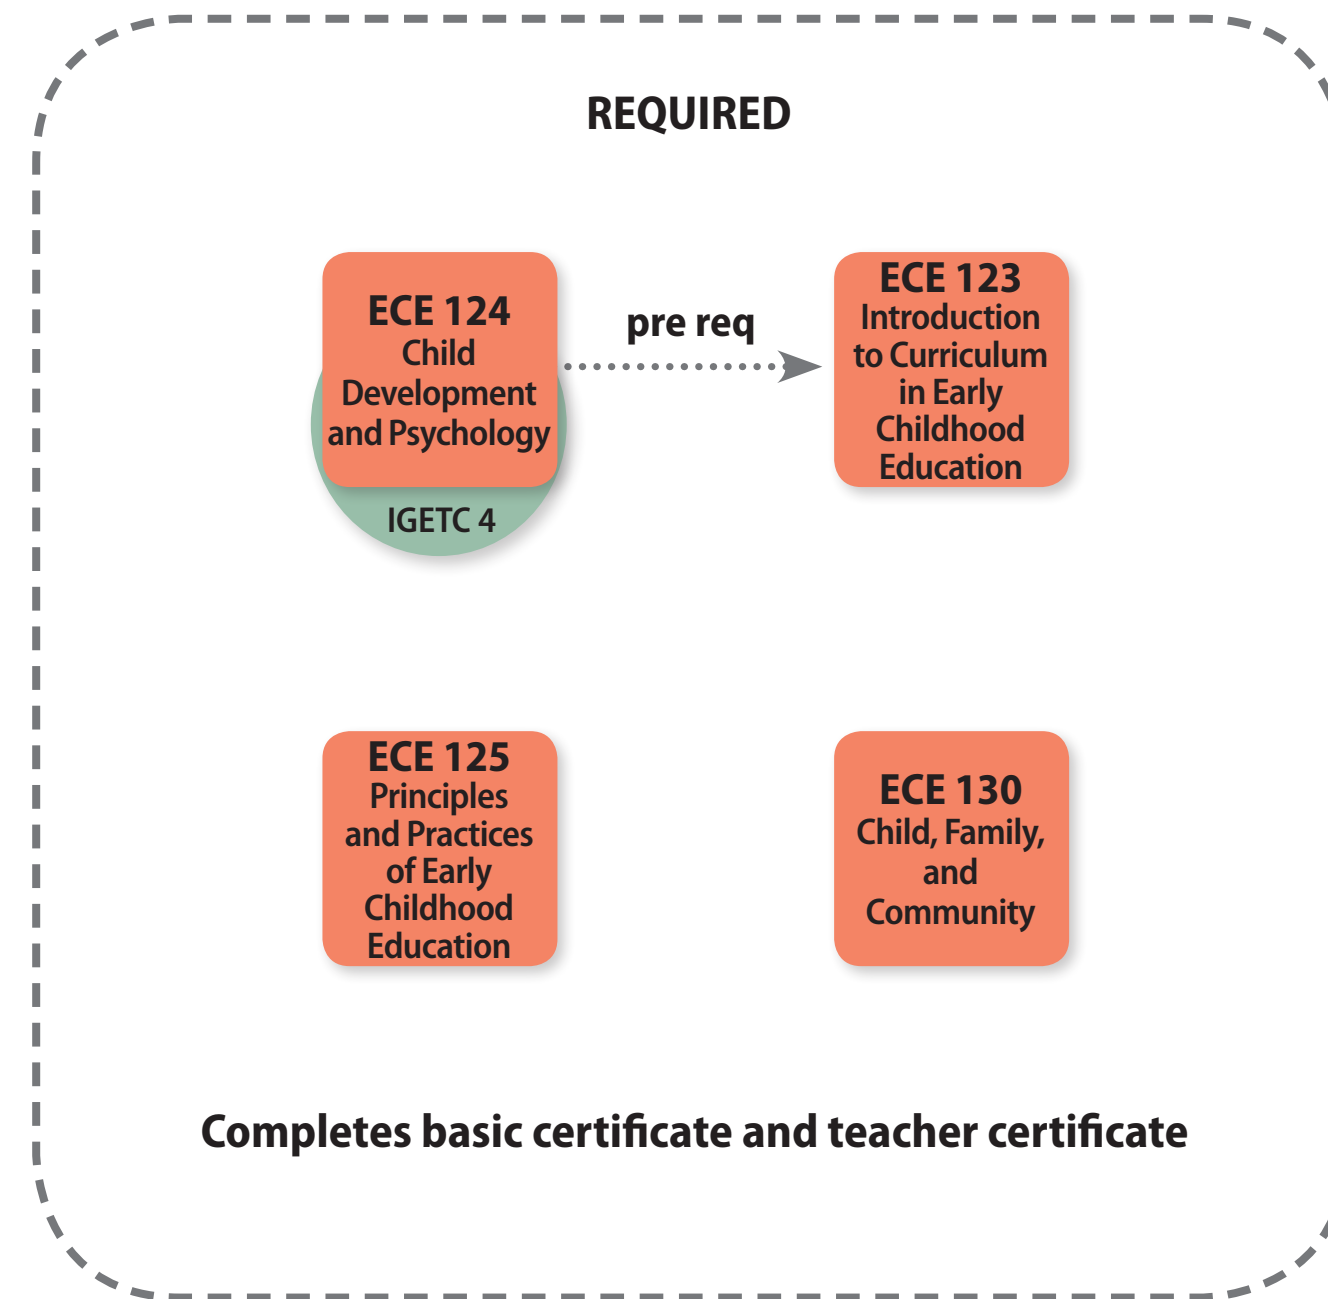 REQUIRED
ECE 124
Child
Development
and Psychology
IGETC 4
pre req
ECE 123
Introduction
to Curriculum
in Early
Childhood
Education
ECE 125
Principles
and Practices
of Early
Childhood
Education
ECE 130
Child, Family,
and
Community
Completes basic certificate and teacher certificate